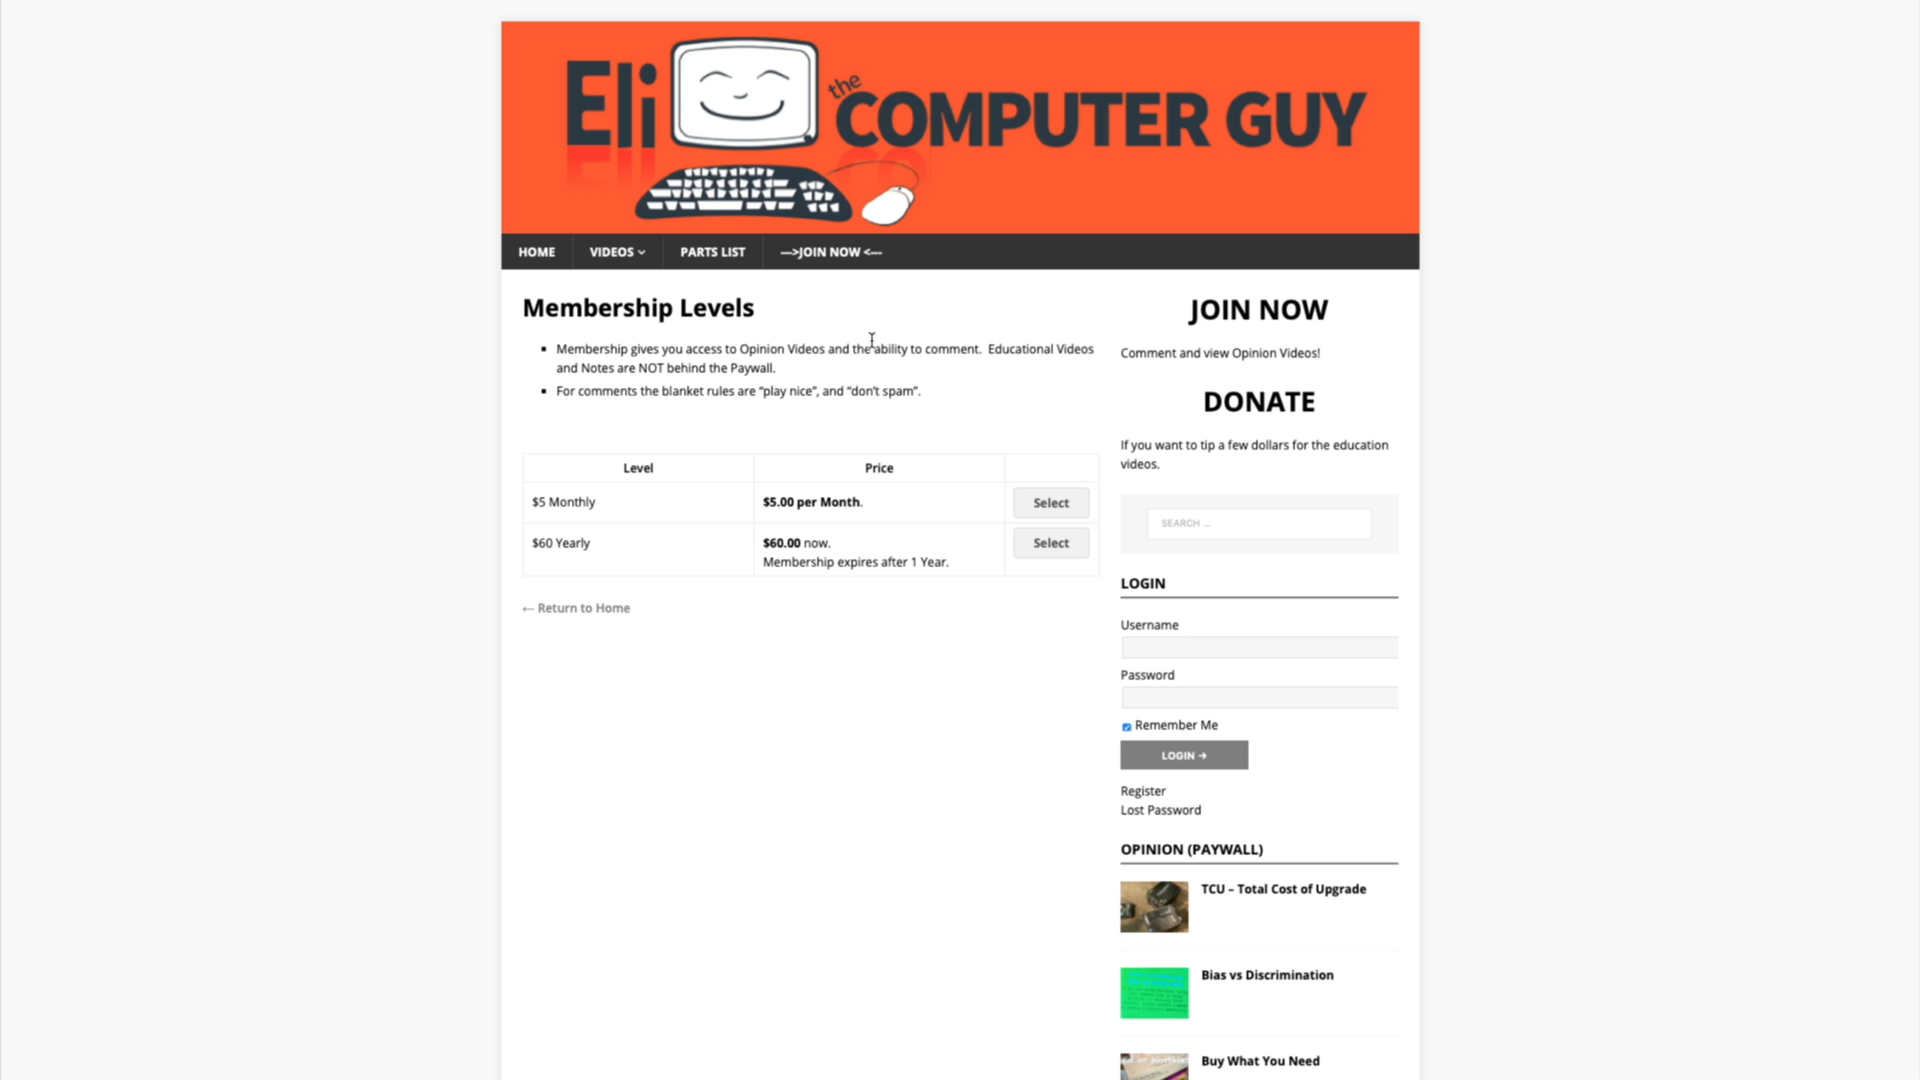 Eli the COMPUTER GUY
HOME VIDEOS PARTS LIST --->JOIN NOW <---
Membership Levels
Membership gives you access to Opinion Videos and the ability to comment.  Educational Videos
and Notes are NOT behind the Paywall.
For comments the blanket rules are “play nice”, and “don’t spam”.
Level Price
$5 Monthly $5.00 per Month. Select
$60 Yearly $60.00 now. Select
Membership expires after 1 Year.
← Return to Home
JOIN NOW
Comment and view Opinion Videos!
DONATE
If you want to tip a few dollars for the education
videos.
SEARCH ...
LOGIN
Username
Password
Remember Me
LOGIN →
Register
Lost Password
OPINION (PAYWALL)
TCU – Total Cost of Upgrade
Bias vs Discrimination
Buy What You Need